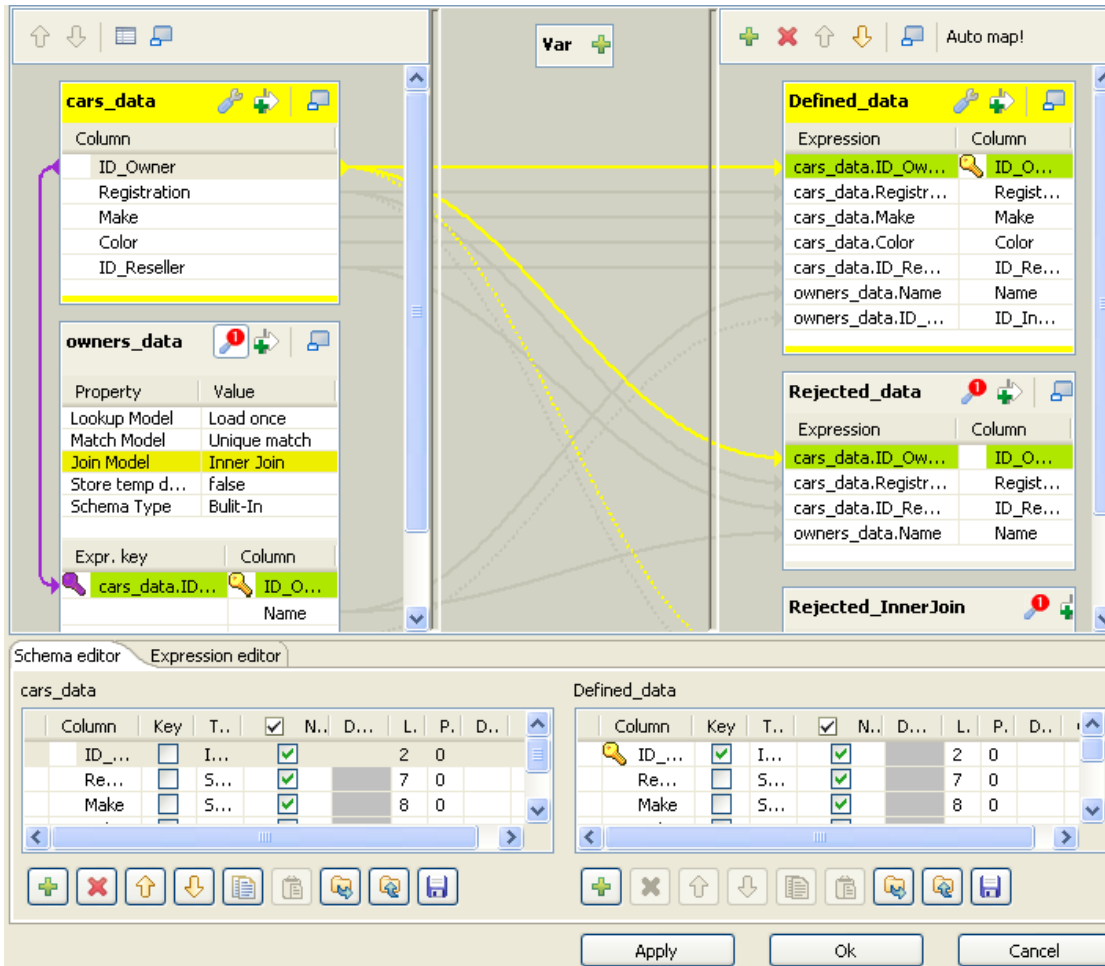 Var
Auto map!
cars_data
Column
ID_Owner
Registration
Make
Color
ID_Reseller
owners_data
1
Property Value
Lookup Model Load once
Match Model Unique match
Join Model Inner Join
Store temp d... false
Schema Type Bulit-In
Expr. key Column
cars_data.ID... ID_O...
Name
Defined_data
Expression Column
cars_data.ID_Ow... ID_O...
cars_data.Registr... Regist...
cars_data.Make Make
cars_data.Color Color
cars_data.ID_Re... ID_Re...
owners_data.Name Name
owners_data.ID_... ID_In...
Rejected_data
1
Expression Column
cars_data.ID_Ow... ID_O...
cars_data.Registr... Regist...
cars_data.ID_Re... ID_Re...
owners_data.Name Name
Rejected_InnerJoin
1
Schema editor Expression editor
cars_data
Column Key T... N.. D... L. P. D..
ID_... I... 2 0
Re... S... 7 0
Make S... 8 0
Defined_data
Column Key T... N.. D... L. P. D..
ID_... I... 2 0
Re... S... 7 0
Make S... 8 0
Apply Ok Cancel